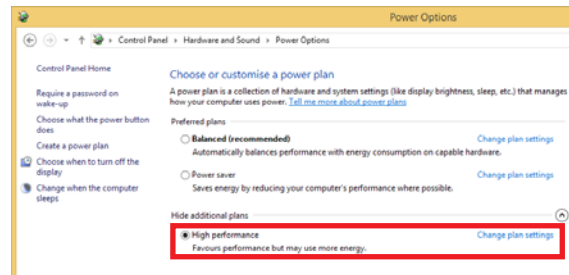 Power Options
Control Panel ▸ Hardware and Sound ▸ Power Options
Control Panel Home
Require a password on
wake-up
Choose what the power button
does
Create a power plan
Choose when to turn off the
display
Change when the computer
sleeps
Choose or customise a power plan
A power plan is a collection of hardware and system settings (like display brightness, sleep, etc.) that manages
how your computer uses power. Tell me more about power plans
Preferred plans
Balanced (recommended) Change plan settings
Automatically balances performance with energy consumption on capable hardware.
Power saver Change plan settings
Saves energy by reducing your computer's performance where possible.
Hide additional plans
High performance Change plan settings
Favours performance but may use more energy.